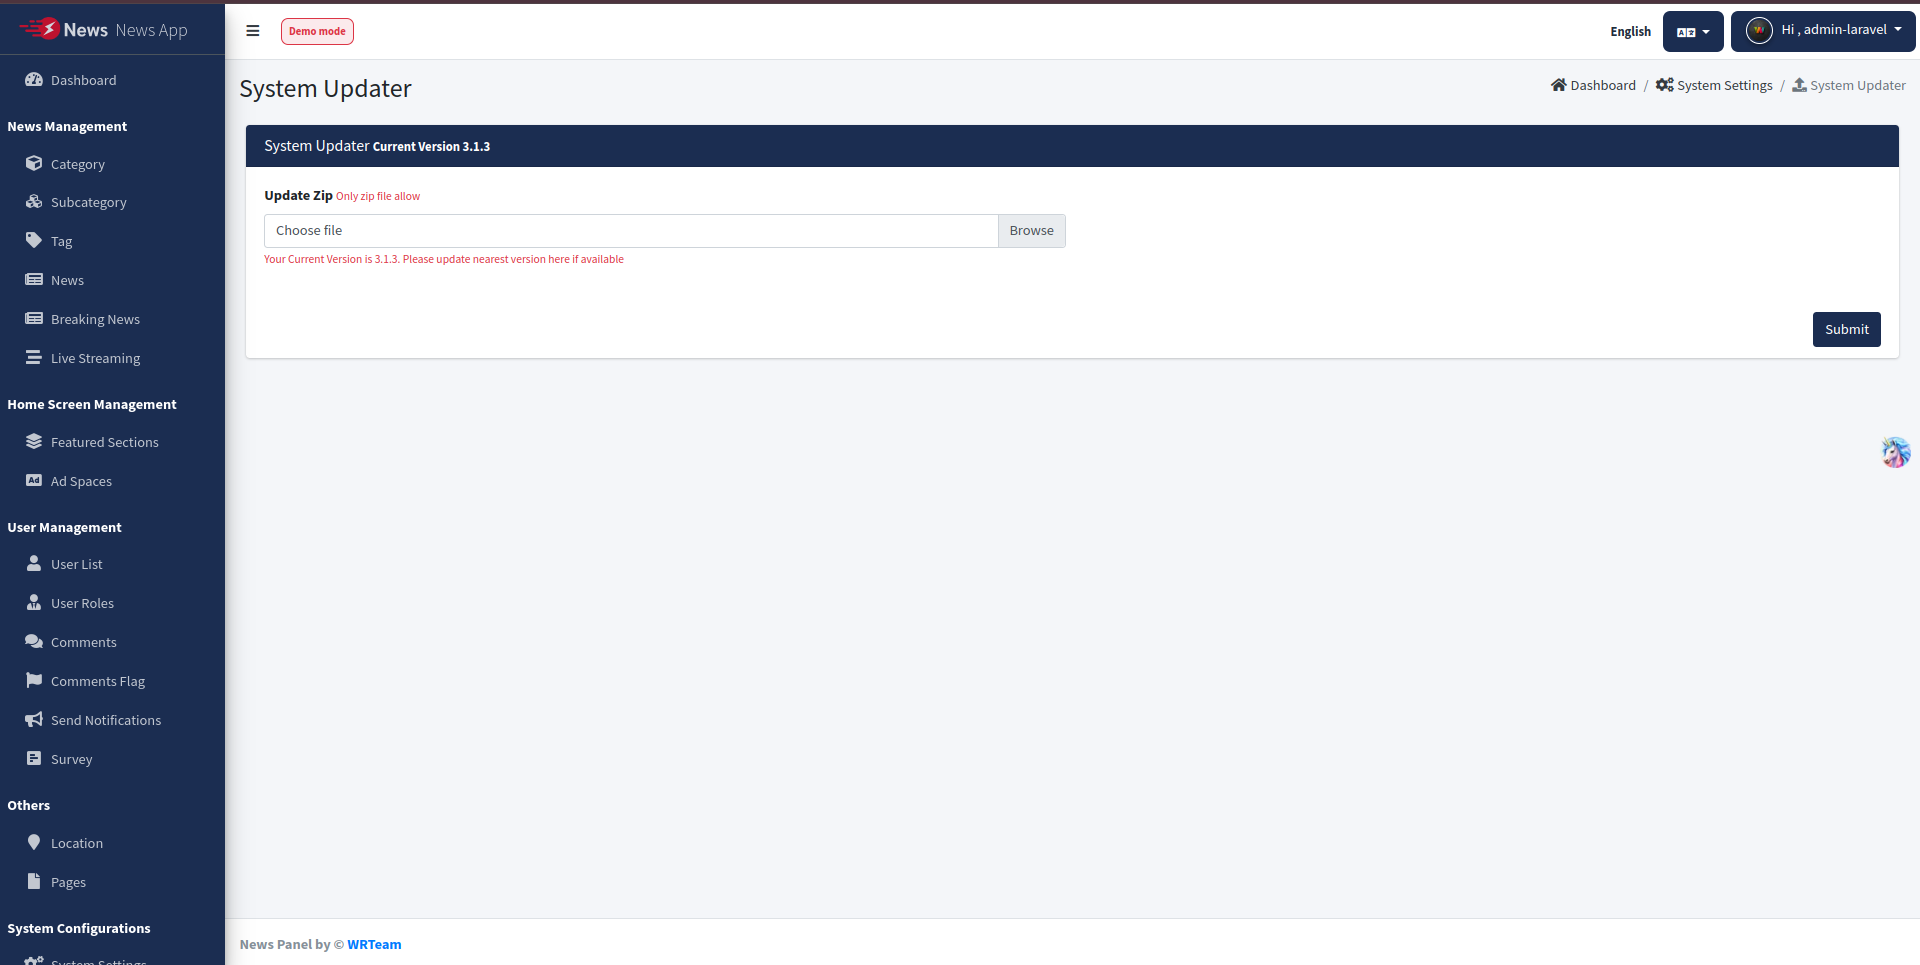 News News App
Demo mode
English
Hi , admin-laravel
Dashboard
News Management
Category
Subcategory
Tag
News
Breaking News
Live Streaming
Home Screen Management
Featured Sections
Ad Ad Spaces
User Management
User List
User Roles
Comments
Comments Flag
Send Notifications
Survey
Others
Location
Pages
System Configurations
System Settings
System Updater
Dashboard / System Settings / System Updater
System Updater Current Version 3.1.3
Update Zip Only zip file allow
Choose file Browse
Your Current Version is 3.1.3. Please update nearest version here if available
Submit
News Panel by © WRTeam